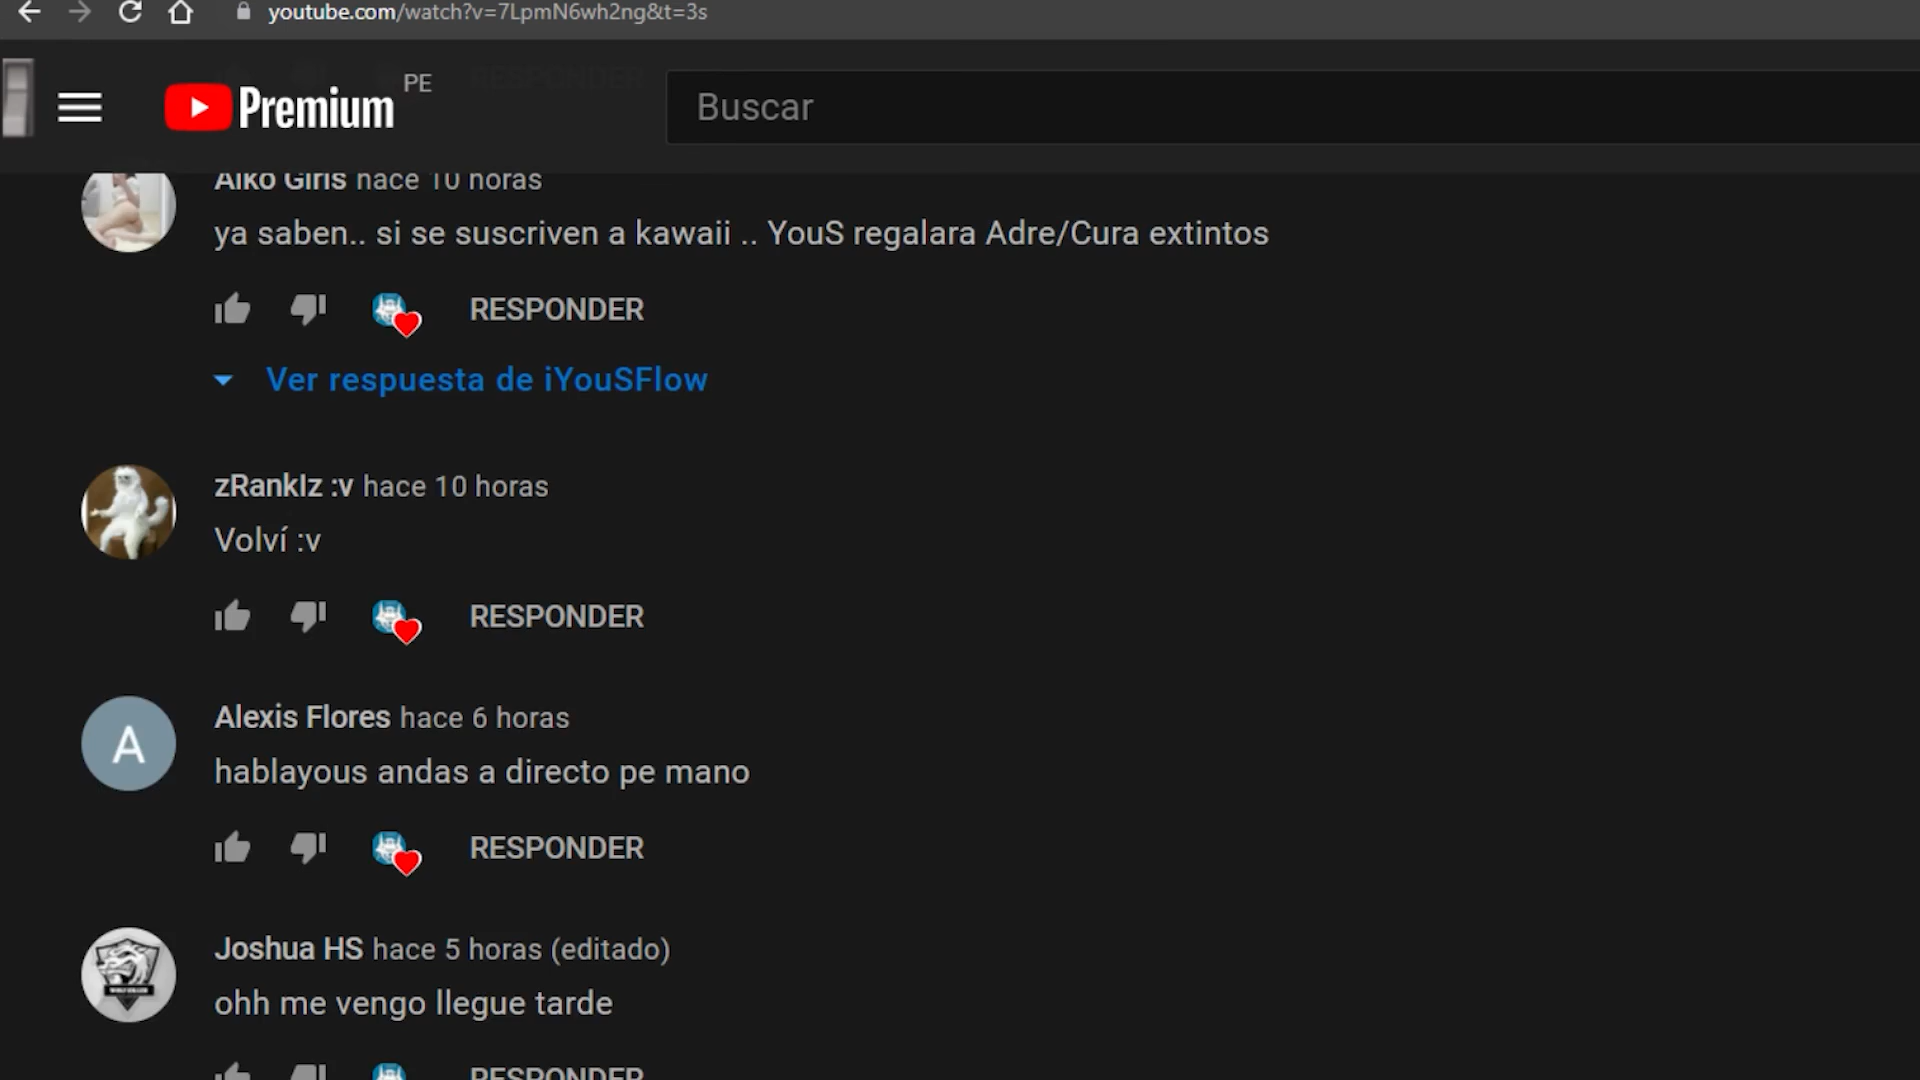 youtube.com/watch?v=7LpmN6wh2ng&t=3s
Premium PE
Buscar
Aiko Girls hace 10 horas
ya saben.. si se suscriven a kawaii .. YouS regalara Adre/Cura extintos
RESPONDER
Ver respuesta de iYouSFlow
zRankIz :v hace 10 horas
Volví :v
RESPONDER
A
Alexis Flores hace 6 horas
hablayous andas a directo pe mano
RESPONDER
Joshua HS hace 5 horas (editado)
ohh me vengo llegue tarde
RESPONDER